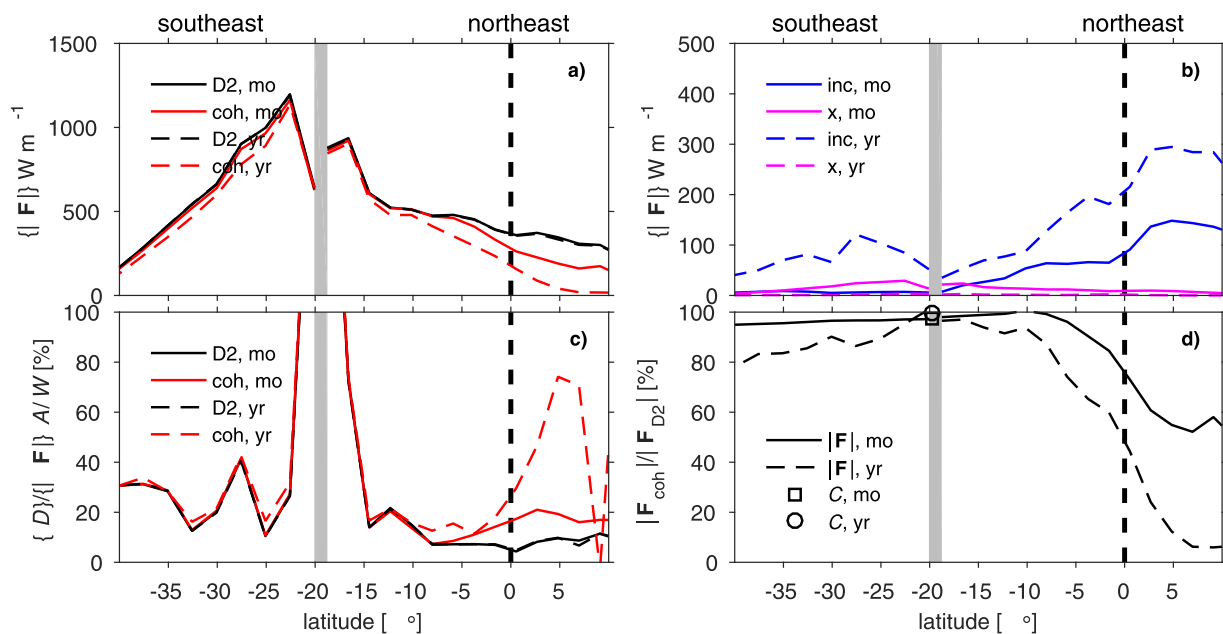 southeast
northeast
southeast
northeast
1500
1000
500
0
{| F|} W m⁻¹
a)
D2, mo
coh, mo
D2, yr
coh, yr
500
400
300
200
100
0
{| F|} W m⁻¹
b)
inc, mo
x, mo
inc, yr
x, yr
100
80
60
40
20
0
{ D}/{| F|} A/W [%]
c)
D2, mo
coh, mo
D2, yr
coh, yr
-35 -30 -25 -20 -15 -10 -5 0 5
latitude [ °]
100
80
60
40
20
0
|F coh|/|F D2| [%]
d)
|F|, mo
|F|, yr
C, mo
C, yr
-35 -30 -25 -20 -15 -10 -5 0 5
latitude [ °]